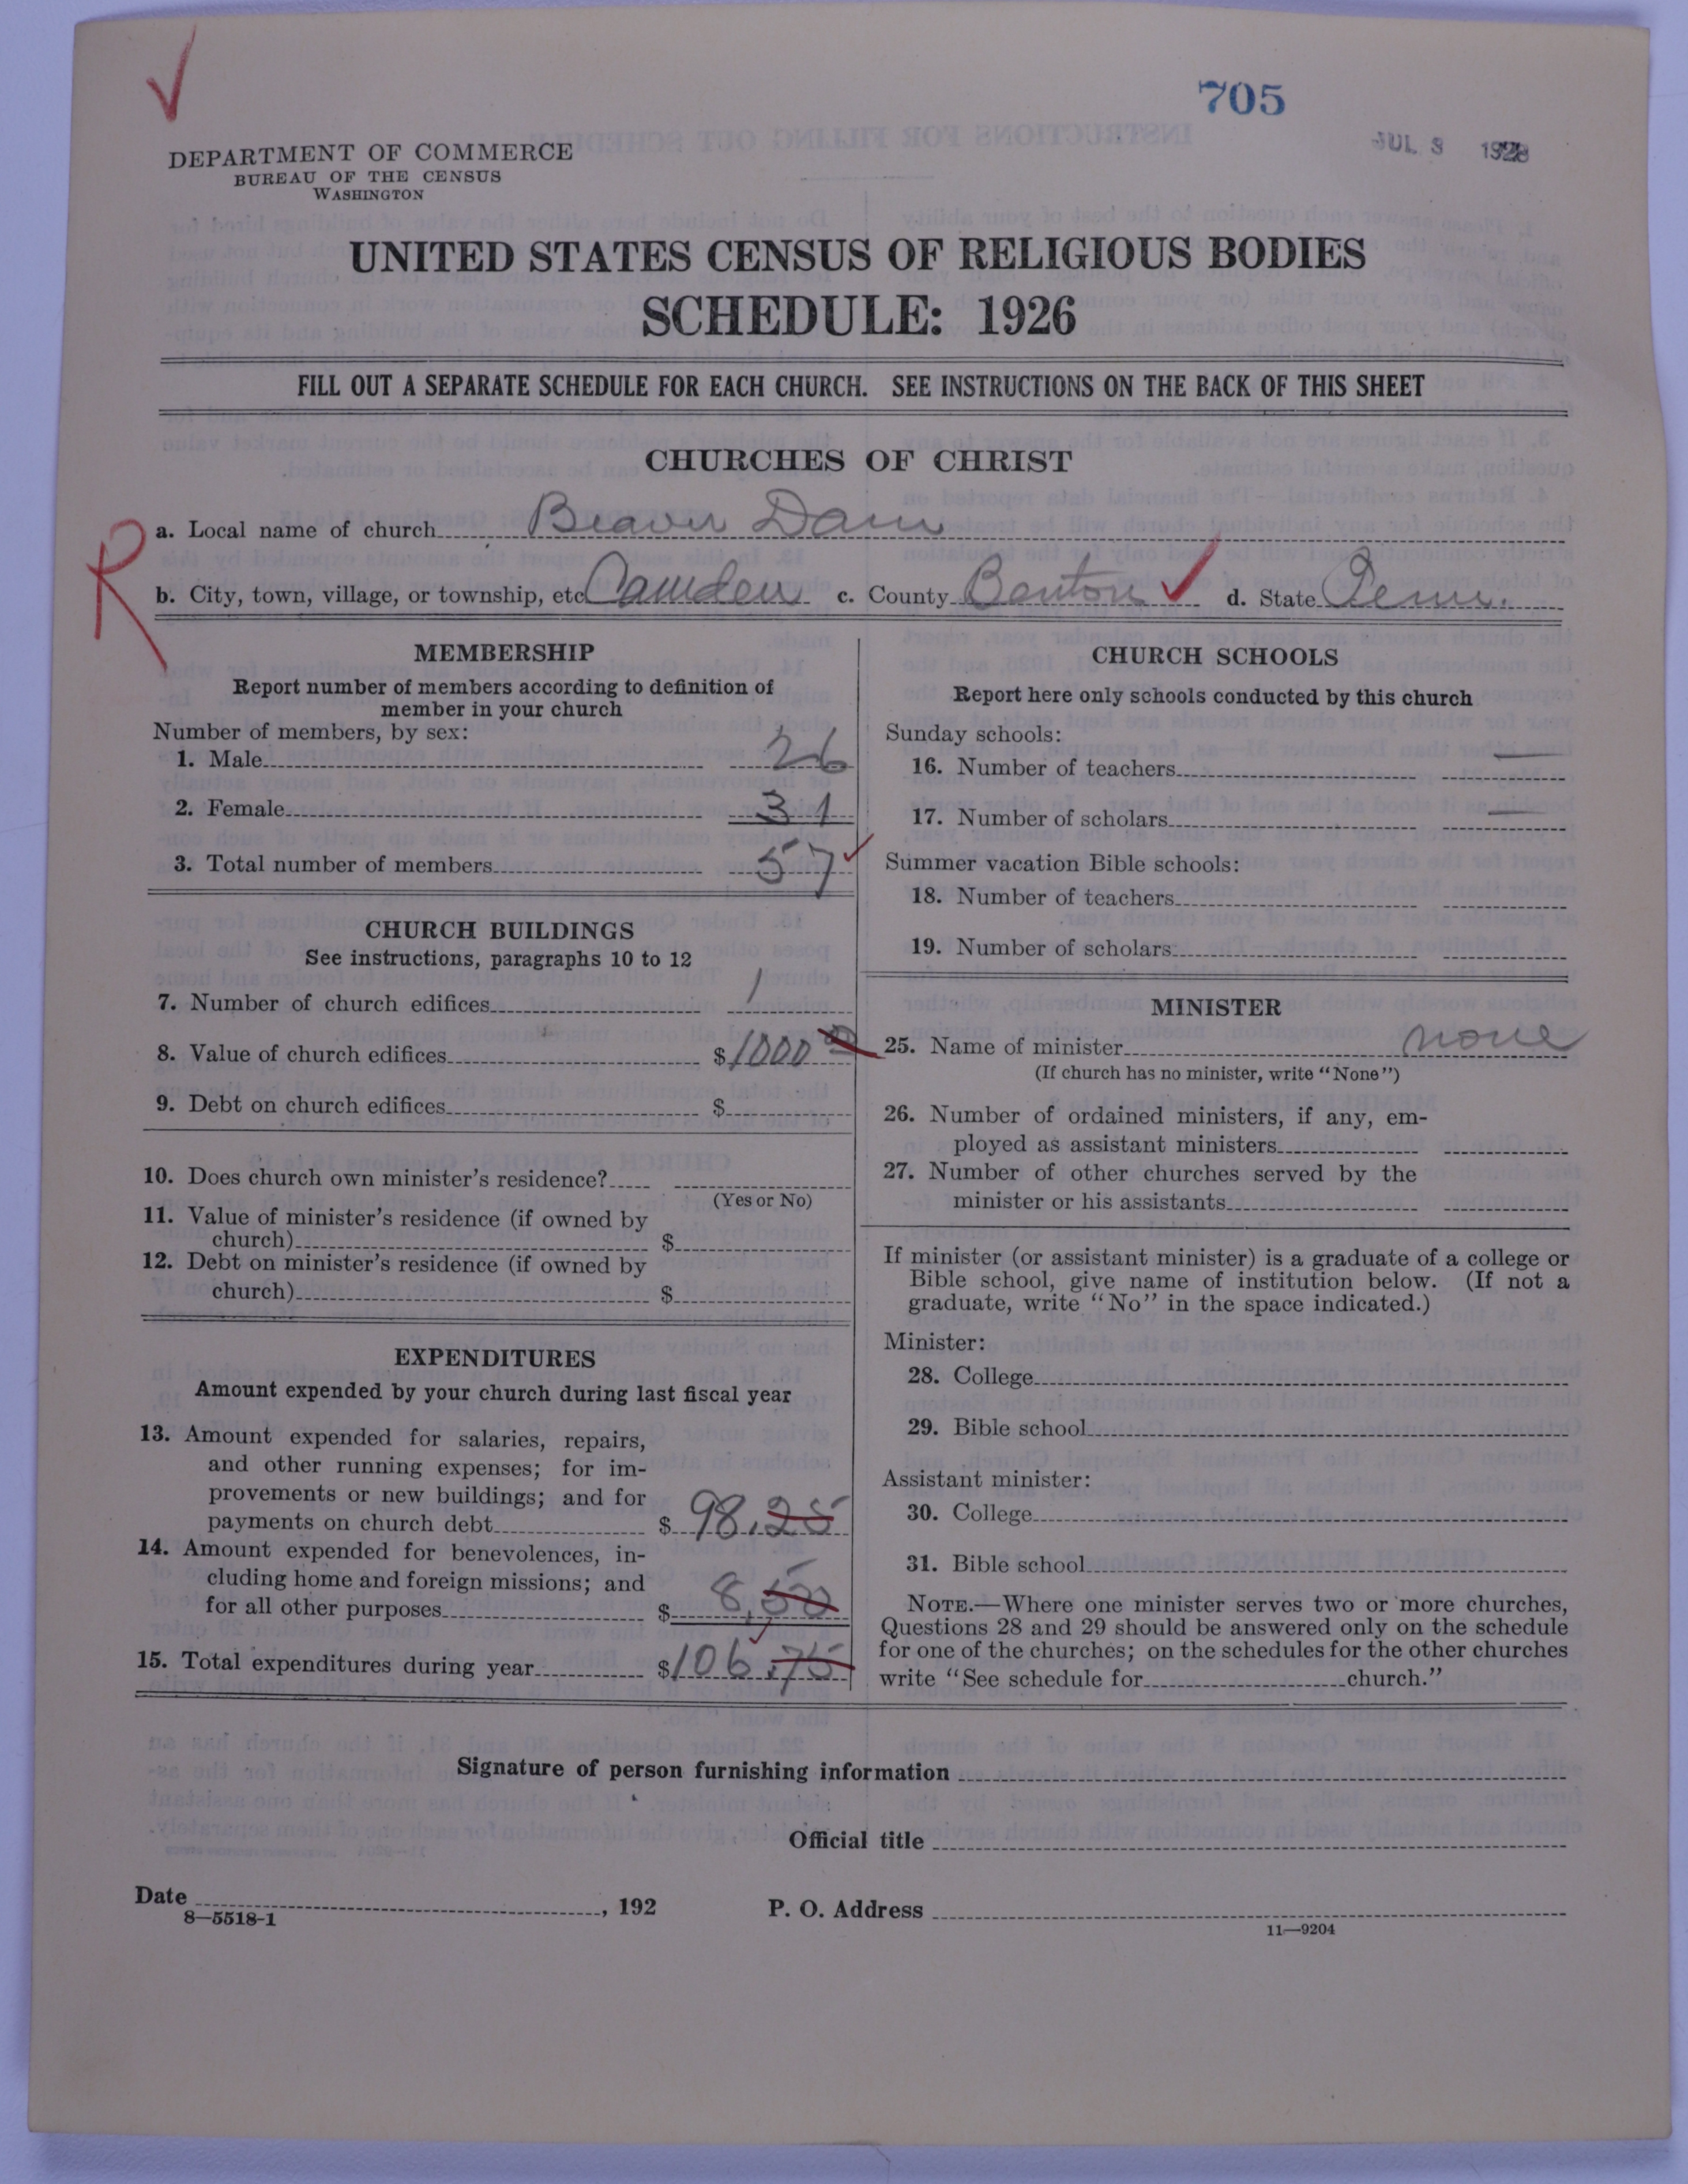 705
JUL 3 1928
DEPARTMENT OF COMMERCE
BUREAU OF THE CENSUS
WASHINGTON
UNITED STATES CENSUS OF RELIGIOUS BODIES
SCHEDULE: 1926
FILL OUT A SEPARATE SCHEDULE FOR EACH CHURCH. SEE INSTRUCTIONS ON THE BACK OF THIS SHEET
CHURCHES OF CHRIST
R
a. Local name of church Beaver Dam
b. City, town, village, or township, etc Camden c. County Benton d. State Tenn.
MEMBERSHIP
Report number of members according to definition of
member in your church
Number of members, by sex:
1. Male 26
2. Female 31
3. Total number of members 57
CHURCH BUILDINGS
See instructions, paragraphs 10 to 12
7. Number of church edifices 1
8. Value of church edifices $1000 00
9. Debt on church edifices $
10. Does church own minister's residence?
(Yes or No)
11. Value of minister's residence (if owned by
church) $
12. Debt on minister's residence (if owned by
church) $
EXPENDITURES
Amount expended by your church during last fiscal year
13. Amount expended for salaries, repairs,
and other running expenses; for im-
provements or new buildings; and for
payments on church debt $ 98.25
14. Amount expended for benevolences, in-
cluding home and foreign missions; and
for all other purposes $ 8.50
15. Total expenditures during year $106.75
CHURCH SCHOOLS
Report here only schools conducted by this church
Sunday schools:
16. Number of teachers —
17. Number of scholars —
Summer vacation Bible schools:
18. Number of teachers
19. Number of scholars
MINISTER
25. Name of minister none
(If church has no minister, write "None")
26. Number of ordained ministers, if any, em-
ployed as assistant ministers
27. Number of other churches served by the
minister or his assistants
If minister (or assistant minister) is a graduate of a college or
Bible school, give name of institution below. (If not a
graduate, write "No" in the space indicated.)
Minister:
28. College
29. Bible school
Assistant minister:
30. College
31. Bible school
NOTE.—Where one minister serves two or more churches,
Questions 28 and 29 should be answered only on the schedule
for one of the churches; on the schedules for the other churches
write "See schedule for church."
Signature of person furnishing information
Official title
Date , 192
P. O. Address
8—5518-1
11—9204